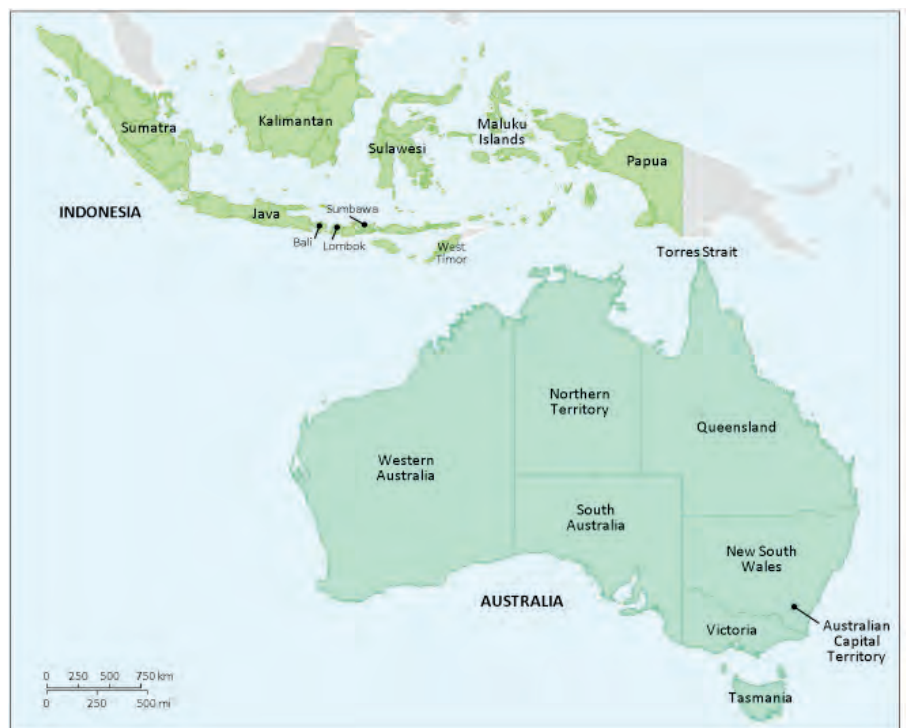 Sumatra
Kalimantan
Sulawesi
Maluku
Islands
Papua
INDONESIA
Java
Sumbawa
Bali
Lombok
West
Timor
Torres Strait
Northern
Territory
Queensland
Western
Australia
South
Australia
New South
Wales
AUSTRALIA
Victoria
Australian
Capital
Territory
Tasmania
0 250 500 750 km
0 250 500 mi